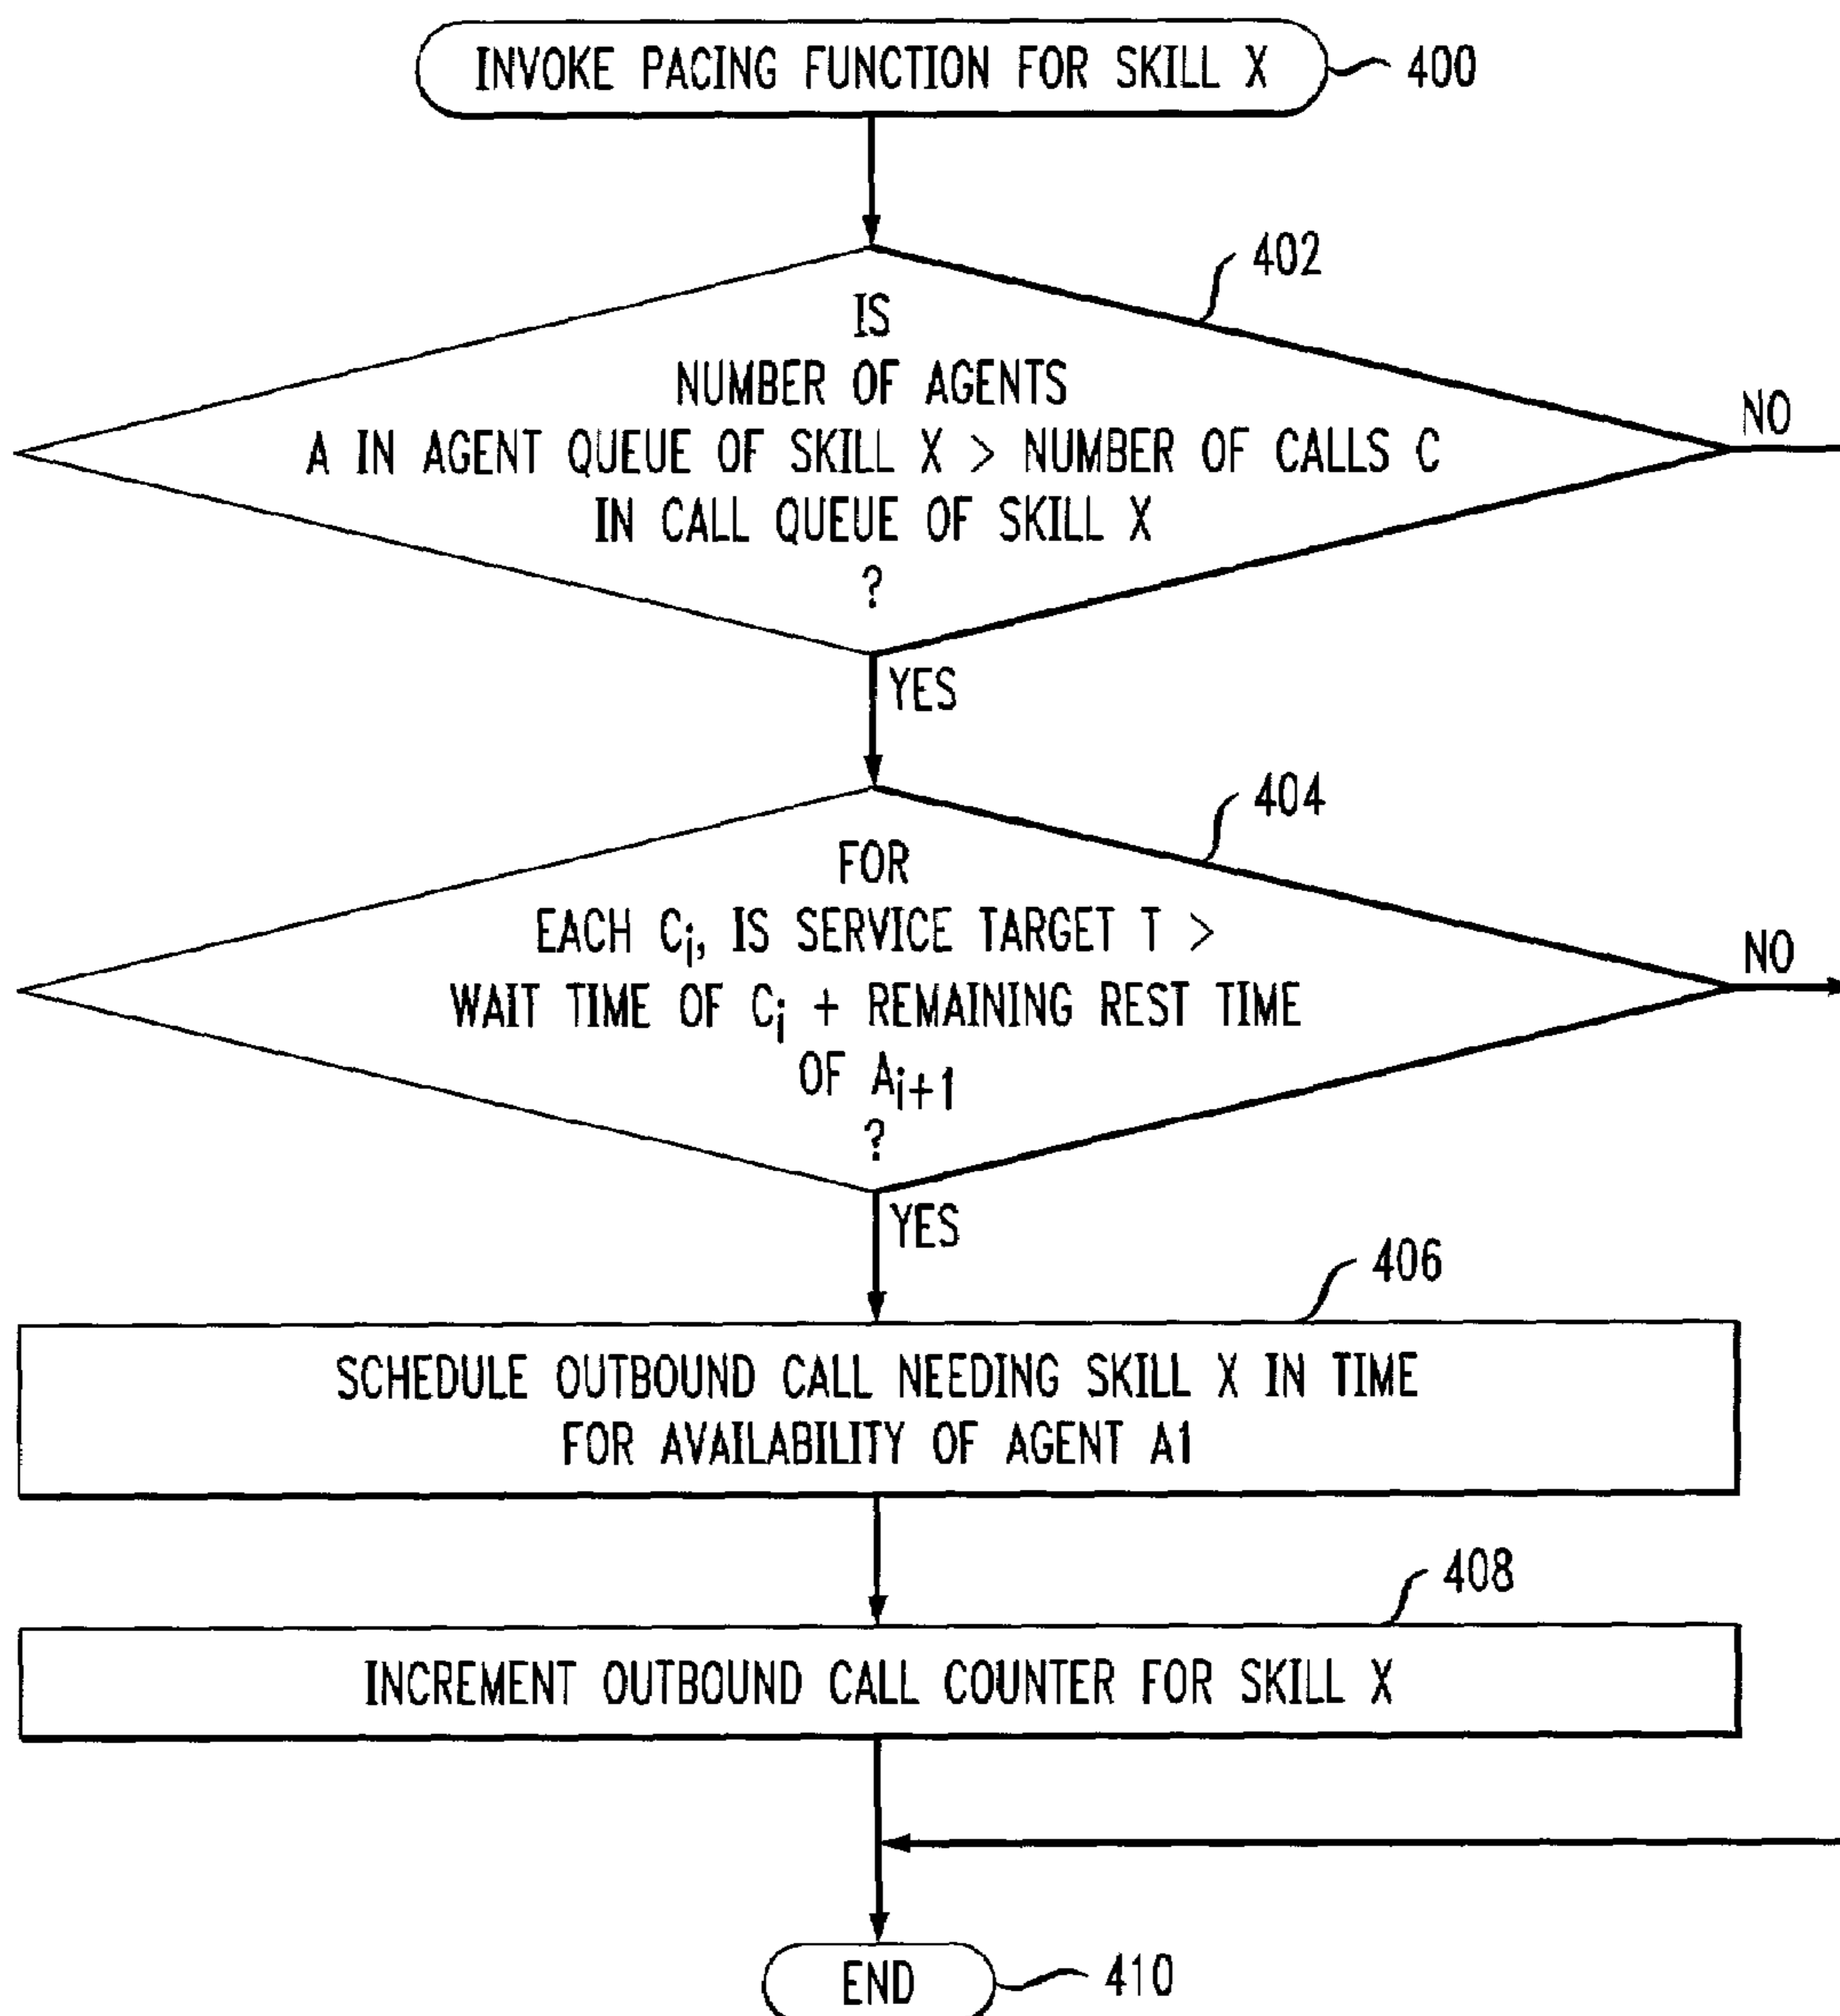 INVOKE PACING FUNCTION FOR SKILL X
400
402
IS
NUMBER OF AGENTS
A IN AGENT QUEUE OF SKILL X > NUMBER OF CALLS C
IN CALL QUEUE OF SKILL X
?
NO
YES
404
FOR
EACH Ci, IS SERVICE TARGET T >
WAIT TIME OF Ci + REMAINING REST TIME
OF Ai+1
?
NO
YES
406
SCHEDULE OUTBOUND CALL NEEDING SKILL X IN TIME
FOR AVAILABILITY OF AGENT A1
408
INCREMENT OUTBOUND CALL COUNTER FOR SKILL X
END
410